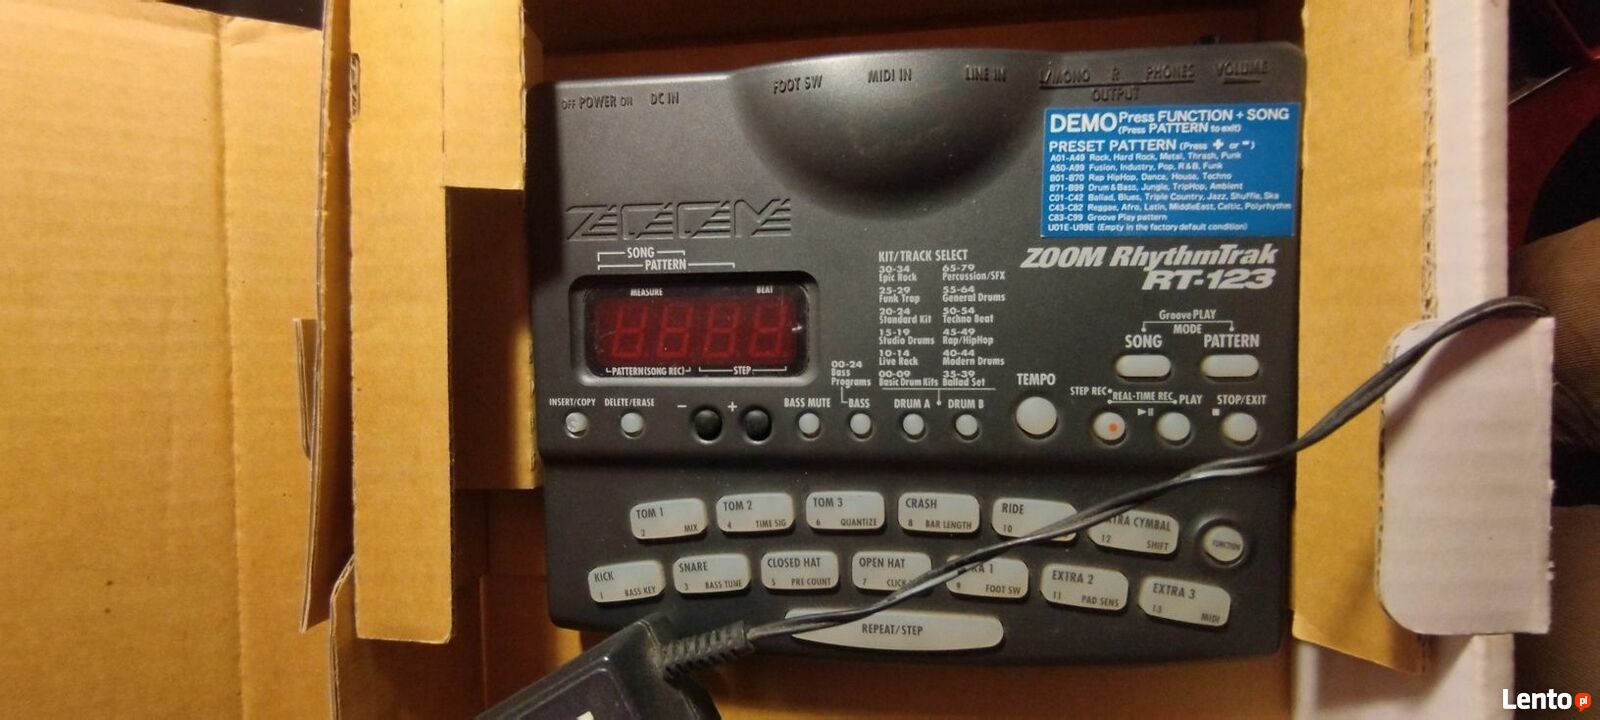 OFF POWER ON
DC IN
FOOT SW
MIDI IN
LINE IN
L/MONO R PHONES
OUTPUT
VOLUME
DEMO Press FUNCTION + SONG
(Press PATTERN to exit)
PRESET PATTERN (Press + or -)
A01-A49 Rock, Hard Rock, Metal, Thrash, Punk
A50-A99 Fusion, Industry, Pop, R&B, Funk
B01-B70 Rap HipHop, Dance, House, Techno
B71-B99 Drum&Bass, Jungle, TripHop, Ambient
C01-C42 Ballad, Blues, Triple Country, Jazz, Shuffle, Ska
C43-C82 Reggae, Afro, Latin, MiddleEast, Celtic, Polyrhythm
C83-C99 Groove Play pattern
U01E-U99E (Empty in the factory default condition)
ZOOM
ZOOM RhythmTrak
RT-123
SONG
PATTERN
MEASURE
BEAT
PATTERN(SONG REC)
STEP
KIT/TRACK SELECT
30-34 65-79
Epic Rock Percussion/SFX
25-29 55-64
Funk Trap General Drums
20-24 50-54
Standard Kit Techno Beat
15-19 45-49
Studio Drums Rap/HipHop
10-14 40-44
Live Rock Modern Drums
00-09 35-39
Basic Drum Kits Ballad Set
00-24
Bass
Programs
GroovePLAY
MODE
SONG PATTERN
INSERT/COPY
DELETE/ERASE
- +
BASS MUTE
BASS
DRUM A
DRUM B
TEMPO
STEP REC
REAL-TIME REC
PLAY
STOP/EXIT
TOM 1
2 MIX
TOM 2
4 TIME SIG
TOM 3
6 QUANTIZE
CRASH
8 BAR LENGTH
RIDE
10
TRA CYMBAL
12 SHIFT
FUNCTION
KICK
1 BASS KEY
SNARE
3 BASS TUNE
CLOSED HAT
5 PRE COUNT
OPEN HAT
7 CLICK
RA 1
9 FOOT SW
EXTRA 2
11 PAD SENS
EXTRA 3
13 MIDI
REPEAT/STEP
Lento pl